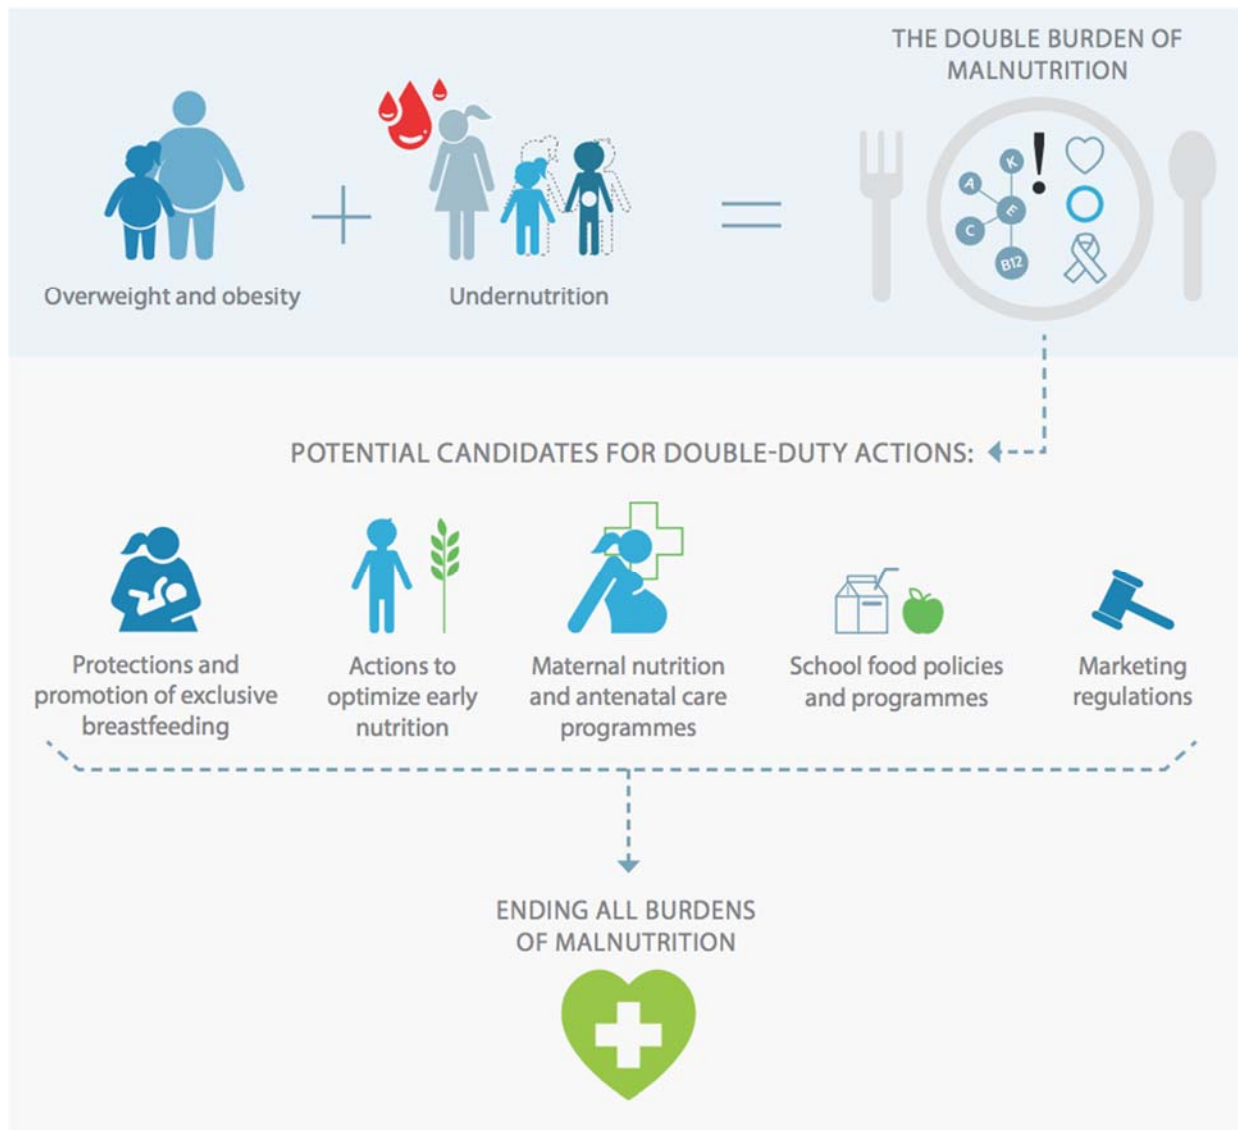 THE DOUBLE BURDEN OF
MALNUTRITION
K
A
E
C
B12
Overweight and obesity
Undernutrition
POTENTIAL CANDIDATES FOR DOUBLE-DUTY ACTIONS:
Protections and
promotion of exclusive
breastfeeding
Actions to
optimize early
nutrition
Maternal nutrition
and antenatal care
programmes
School food policies
and programmes
Marketing
regulations
ENDING ALL BURDENS
OF MALNUTRITION